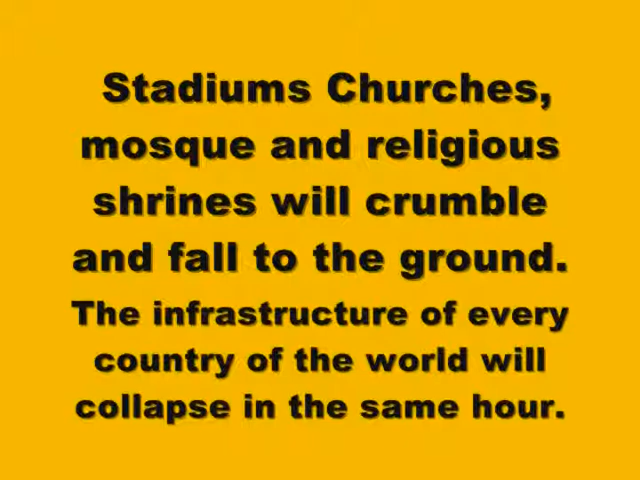 Stadiums Churches,
mosque and religious
shrines will crumble
and fall to the ground.
The infrastructure of every
country of the world will
collapse in the same hour.